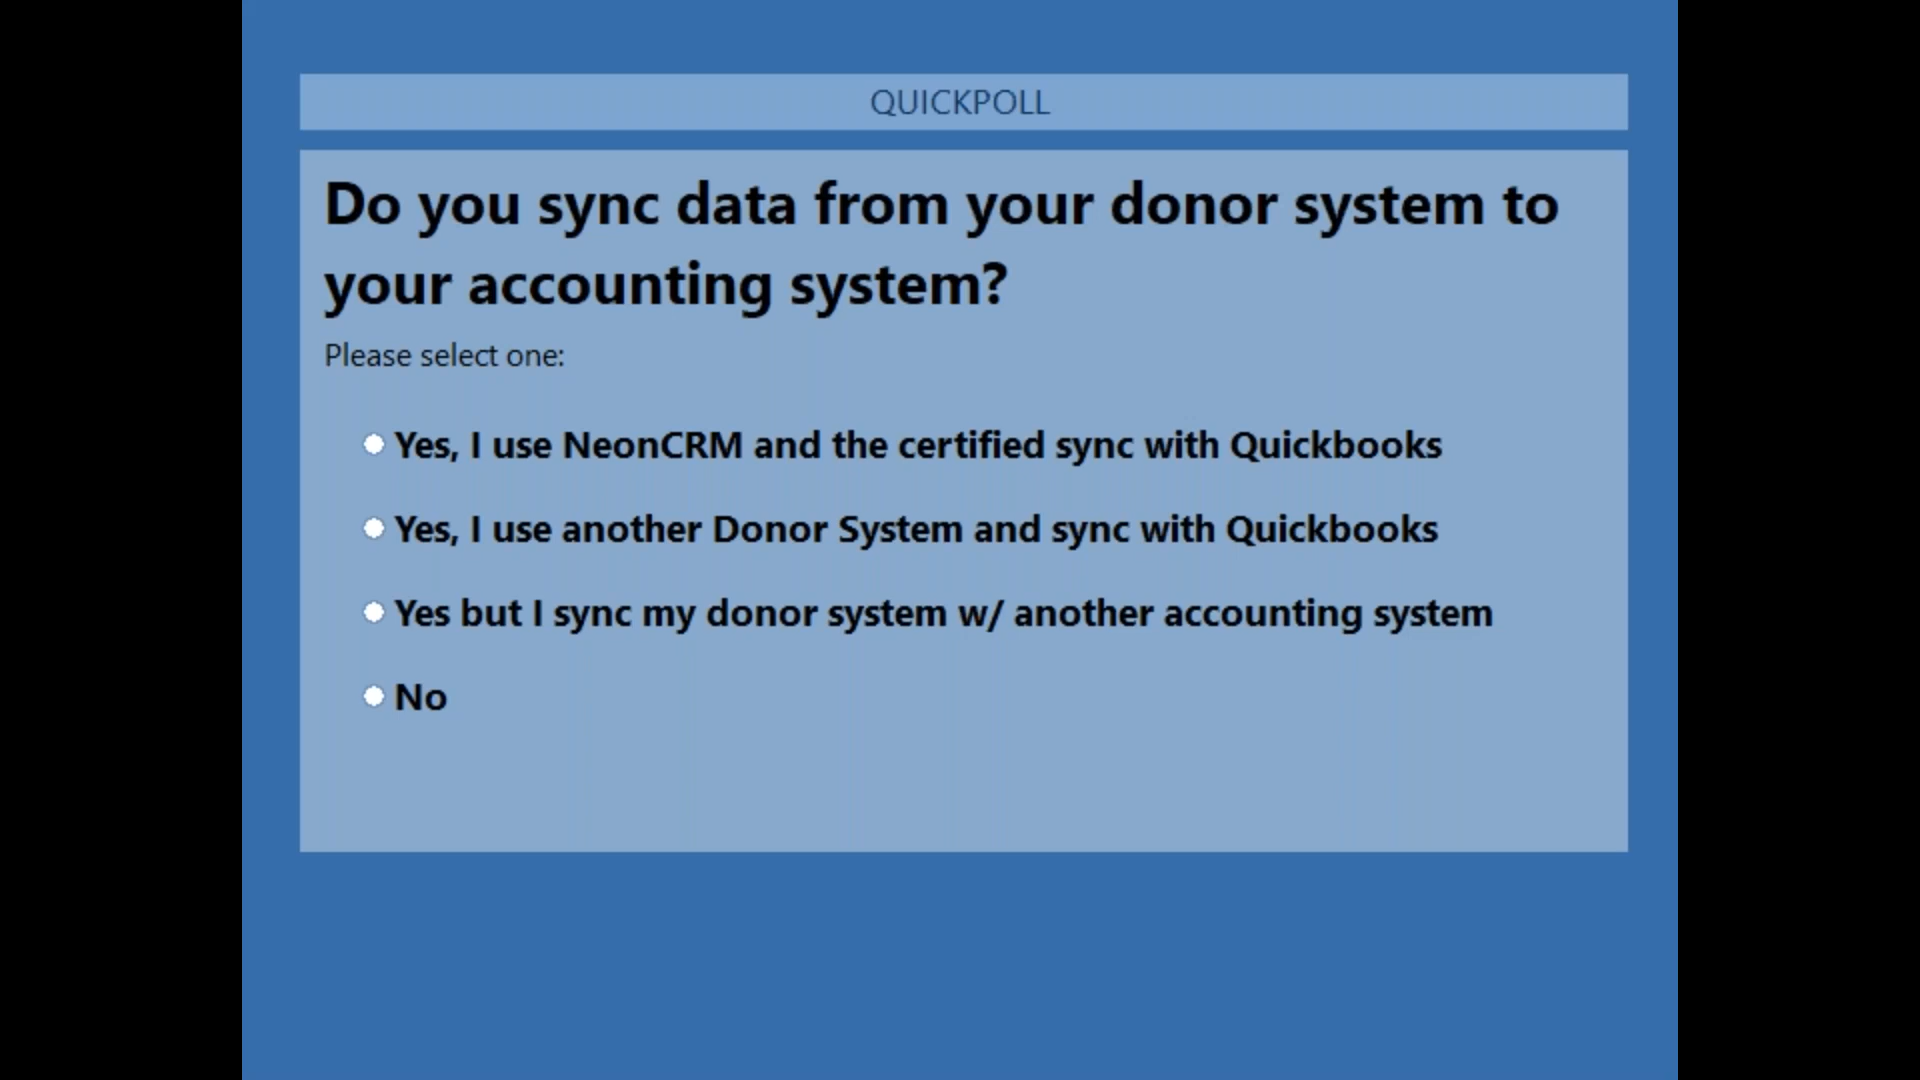 QUICKPOLL
Do you sync data from your donor system to
your accounting system?
Please select one:
Yes, I use NeonCRM and the certified sync with Quickbooks
Yes, I use another Donor System and sync with Quickbooks
Yes but I sync my donor system w/ another accounting system
No